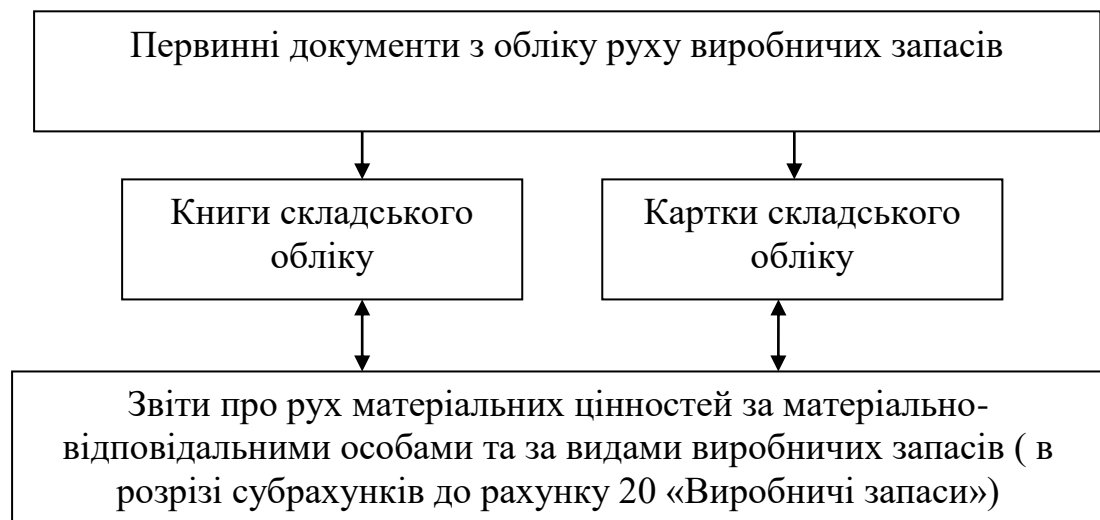 Первинні документи з обліку руху виробничих запасів
Книги складського
обліку
Картки складського
обліку
Звіти про рух матеріальних цінностей за матеріально-
відповідальними особами та за видами виробничих запасів ( в
розрізі субрахунків до рахунку 20 «Виробничі запаси»)